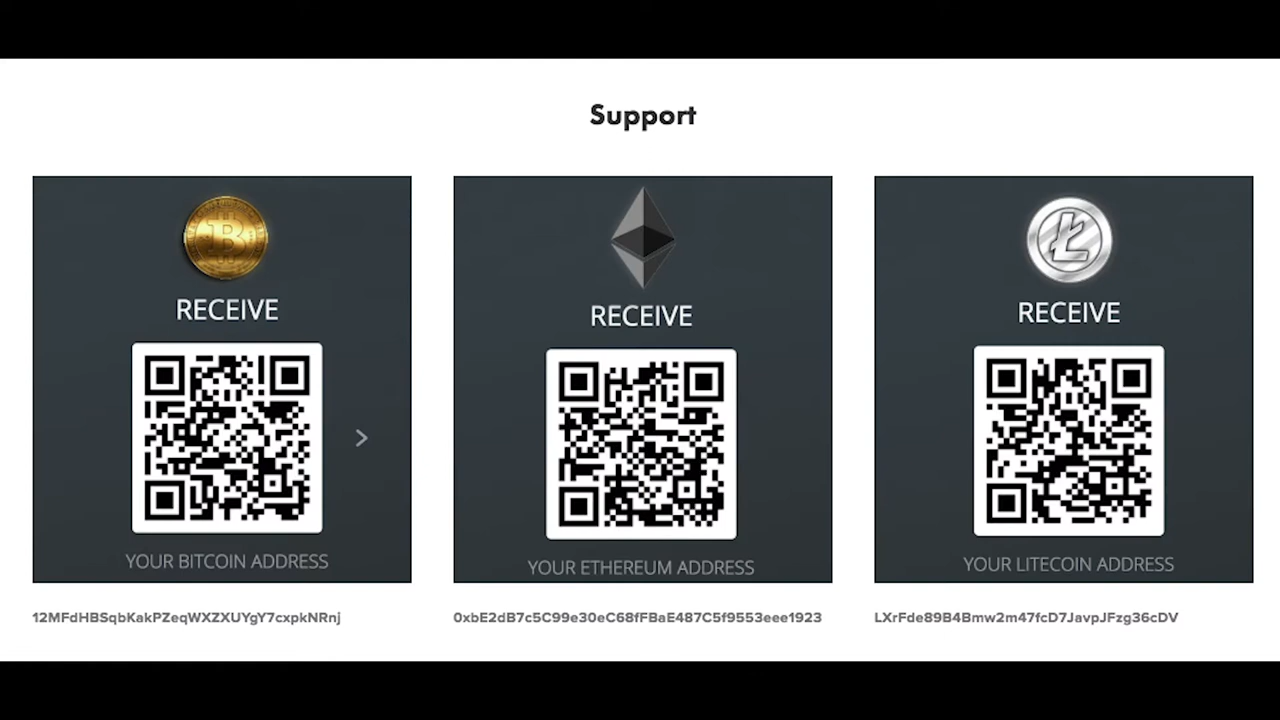 Support
RECEIVE
YOUR BITCOIN ADDRESS
12MFdHBSqbKakPZeqWXZXUYgY7cxpkNRnj
RECEIVE
YOUR ETHEREUM ADDRESS
0xbE2dB7c5C99e30eC68fFBaE487C5f9553eee1923
RECEIVE
YOUR LITECOIN ADDRESS
LXrFde89B4Bmw2m47fcD7JavpJFzg36cDV